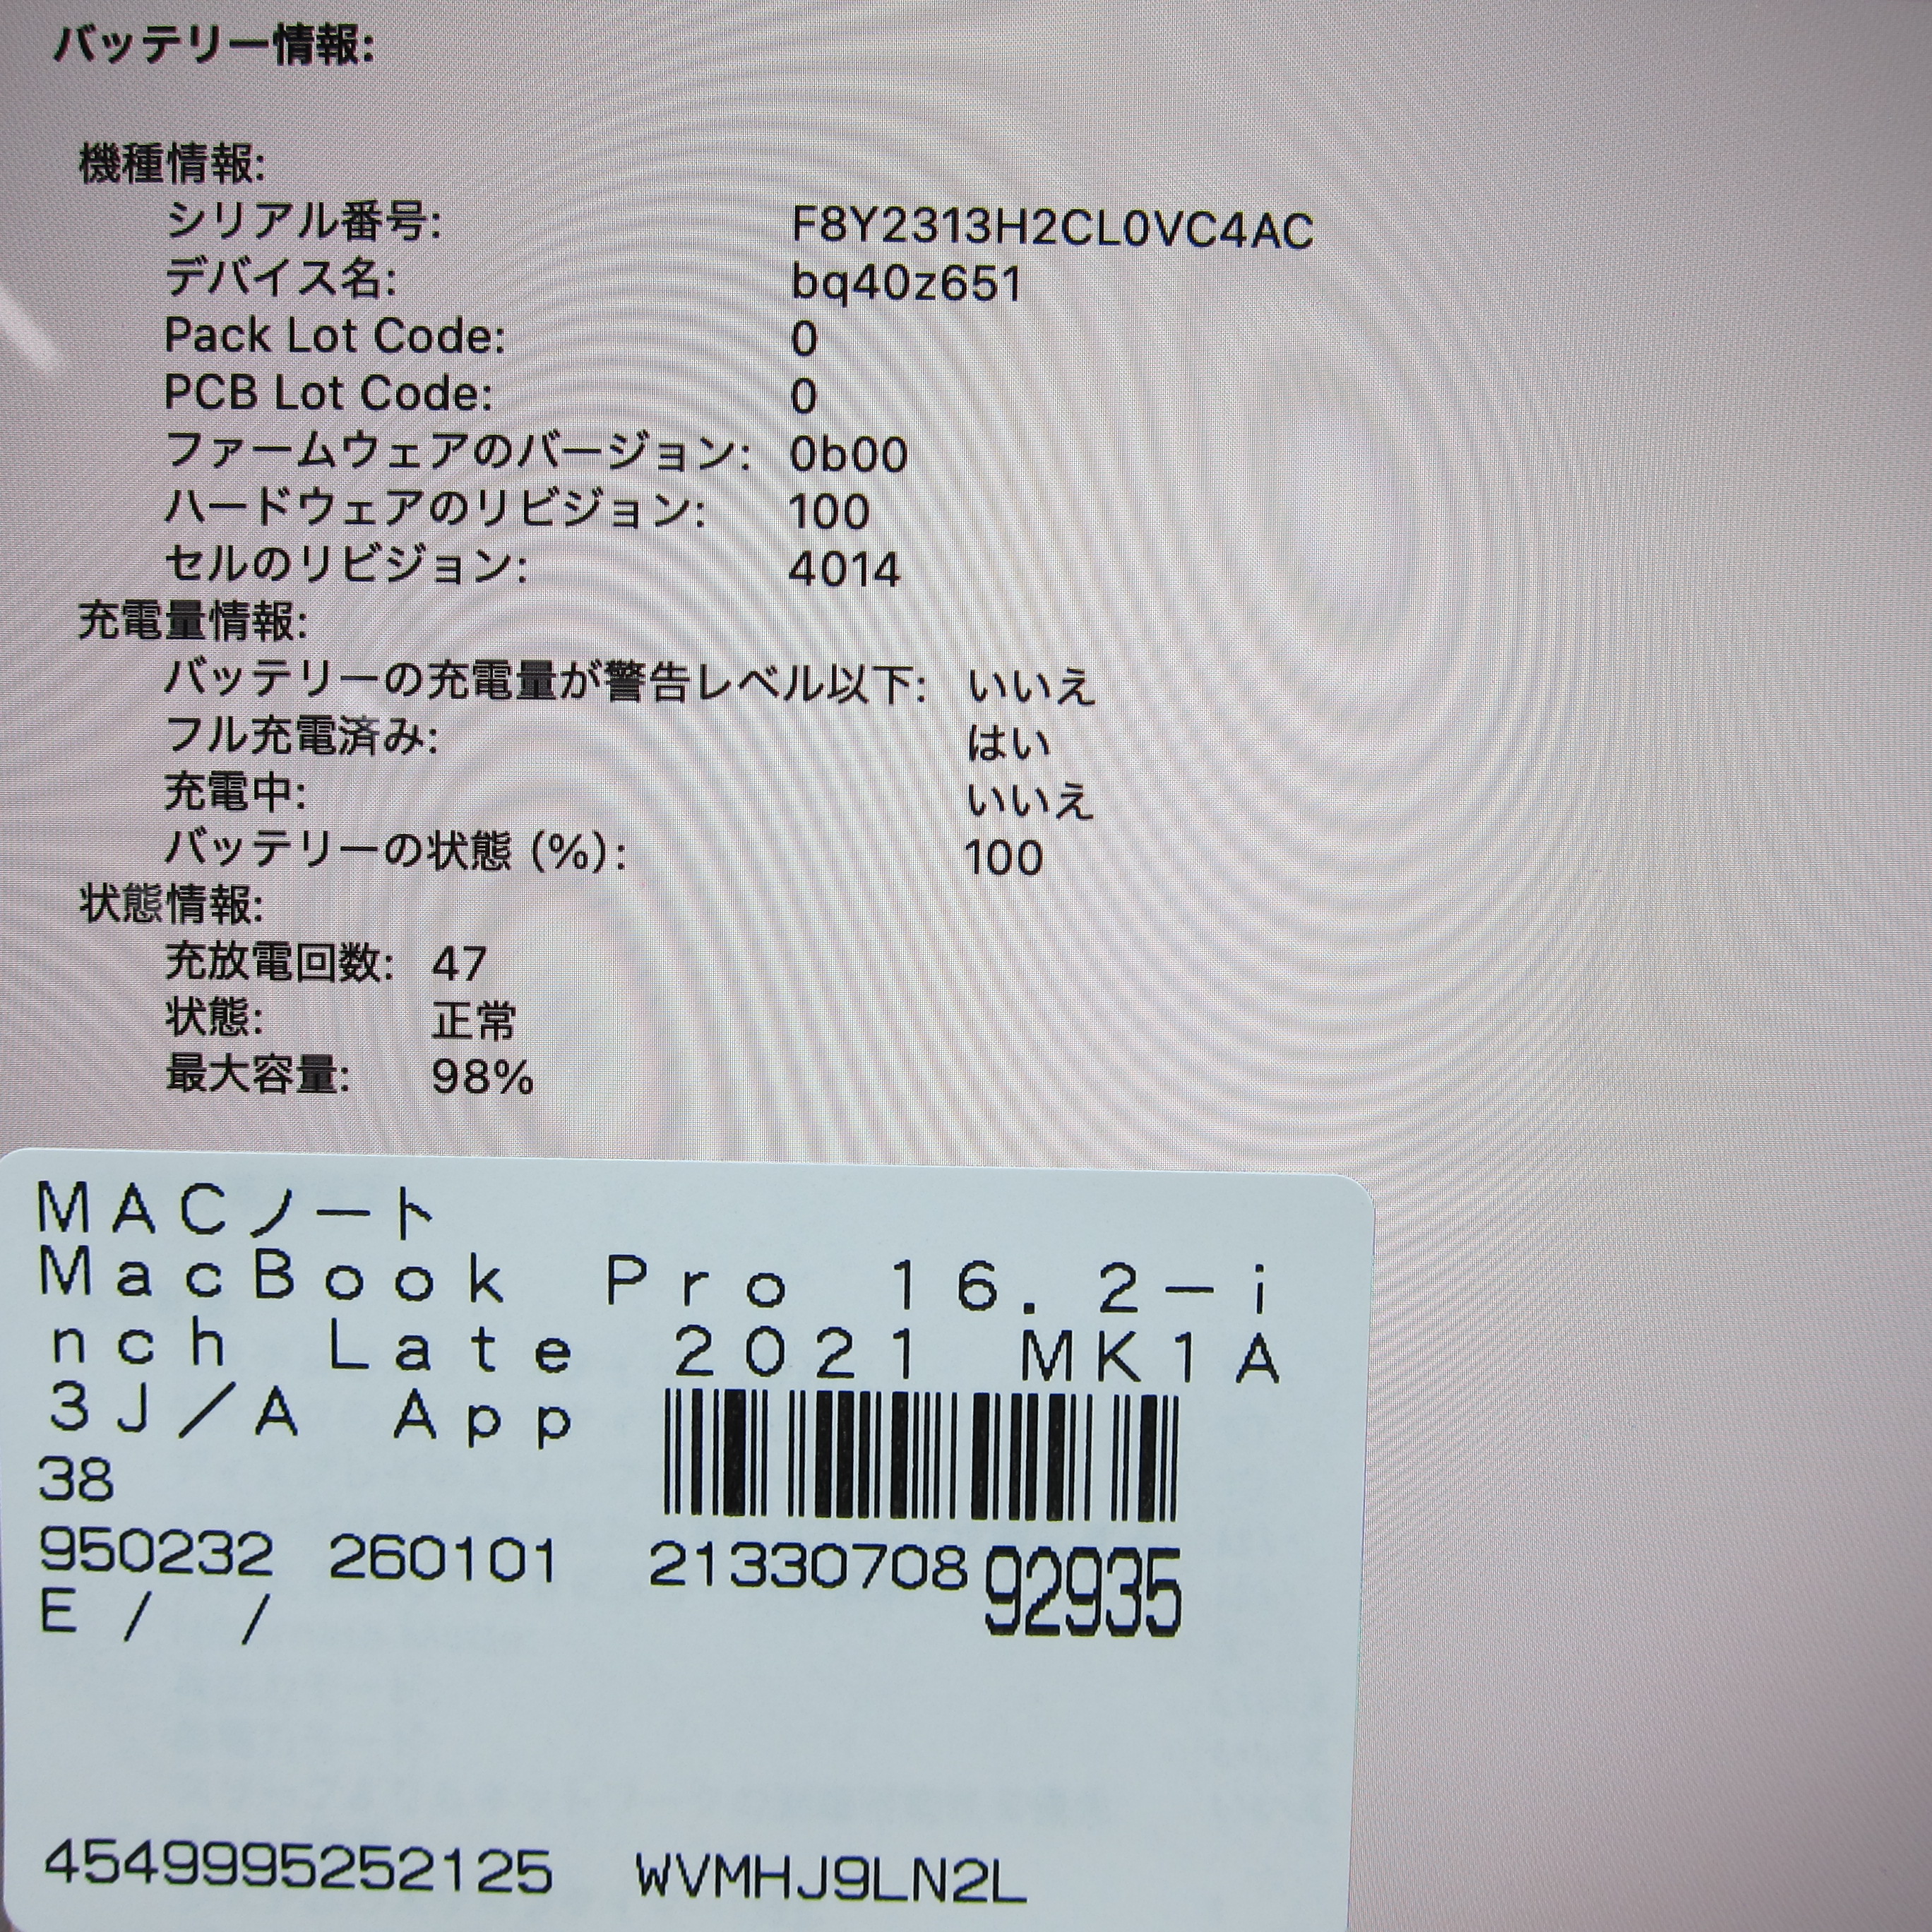 バッテリー情報:
機種情報:
シリアル番号: F8Y2313H2CL0VC4AC
デバイス名: bq40z651
Pack Lot Code: 0
PCB Lot Code: 0
ファームウェアのバージョン: 0b00
ハードウェアのリビジョン: 100
セルのリビジョン: 4014
充電量情報:
バッテリーの充電量が警告レベル以下: いいえ
フル充電済み: はい
充電中: いいえ
バッテリーの状態 (%): 100
状態情報:
充放電回数: 47
状態: 正常
最大容量: 98%
MACノート
MacBook Pro 16.2-i
nch Late 2021 MK1A
3J/A App
38
950232 260101 2133070892935
E / /
4549995252125 WVMHJ9LN2L